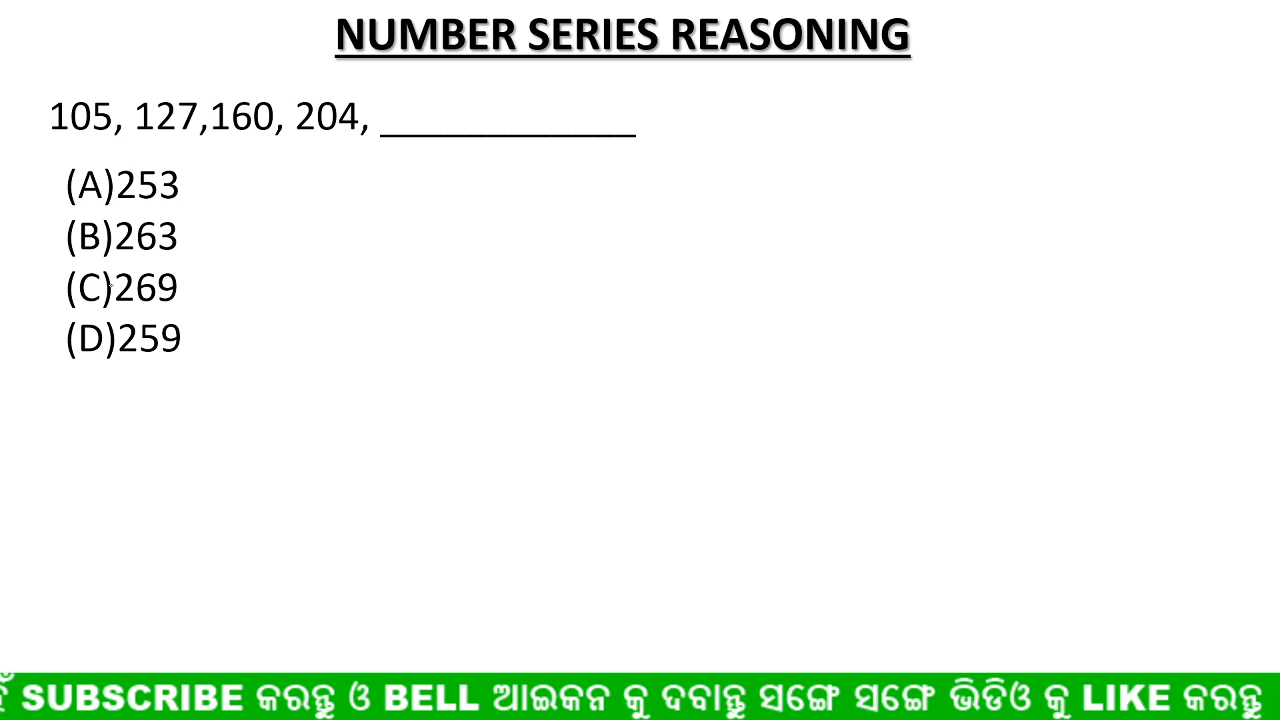 NUMBER SERIES REASONING
105, 127,160, 204, ____________
(A)253
(B)263
(C)269
(D)259
SUBSCRIBE କରନ୍ତୁ ଓ BELL ଆଇକନ କୁ ଦବାନ୍ତୁ ସଙ୍ଗେ ସଙ୍ଗେ ଭିଡିଓ କୁ LIKE କରନ୍ତୁ